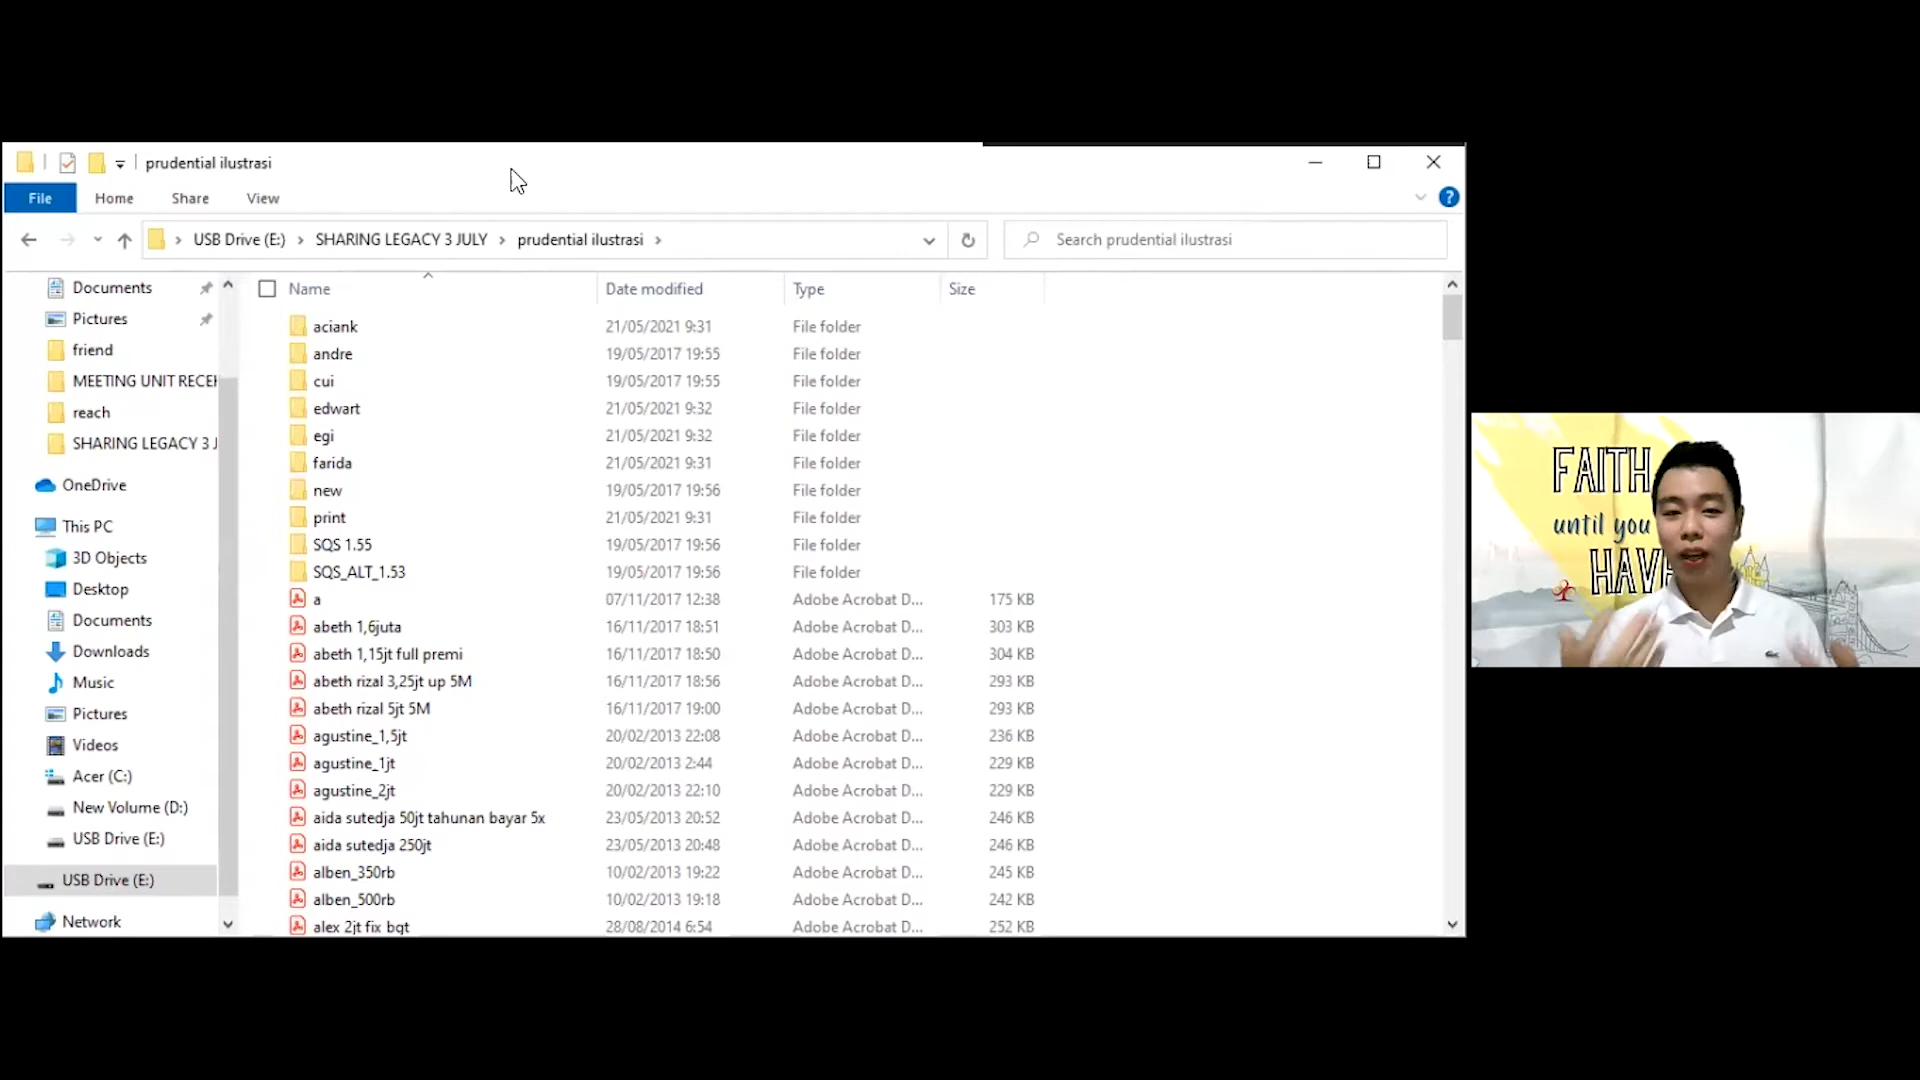 prudential ilustrasi
File Home Share View
USB Drive (E:) SHARING LEGACY 3 JULY prudential ilustrasi
Search prudential ilustrasi
Documents
Pictures
friend
MEETING UNIT RECE
reach
SHARING LEGACY 3 J
OneDrive
This PC
3D Objects
Desktop
Documents
Downloads
Music
Pictures
Videos
Acer (C:)
New Volume (D:)
USB Drive (E:)
USB Drive (E:)
Network
Name Date modified Type Size
aciank 21/05/2021 9:31 File folder
andre 19/05/2017 19:55 File folder
cui 19/05/2017 19:55 File folder
edwart 21/05/2021 9:32 File folder
egi 21/05/2021 9:32 File folder
farida 21/05/2021 9:31 File folder
new 19/05/2017 19:56 File folder
print 21/05/2021 9:31 File folder
SQS 1.55 19/05/2017 19:56 File folder
SQS_ALT_1.53 19/05/2017 19:56 File folder
a 07/11/2017 12:38 Adobe Acrobat D... 175 KB
abeth 1,6juta 16/11/2017 18:51 Adobe Acrobat D... 303 KB
abeth 1,15jt full premi 16/11/2017 18:50 Adobe Acrobat D... 304 KB
abeth rizal 3,25jt up 5M 16/11/2017 18:56 Adobe Acrobat D... 293 KB
abeth rizal 5jt 5M 16/11/2017 19:00 Adobe Acrobat D... 293 KB
agustine_1,5jt 20/02/2013 22:08 Adobe Acrobat D... 236 KB
agustine_1jt 20/02/2013 2:44 Adobe Acrobat D... 229 KB
agustine_2jt 20/02/2013 22:10 Adobe Acrobat D... 229 KB
aida sutedja 50jt tahunan bayar 5x 23/05/2013 20:52 Adobe Acrobat D... 246 KB
aida sutedja 250jt 23/05/2013 20:48 Adobe Acrobat D... 246 KB
alben_350rb 10/02/2013 19:22 Adobe Acrobat D... 245 KB
alben_500rb 10/02/2013 19:18 Adobe Acrobat D... 242 KB
alex 2jt fix bgt 28/08/2014 6:54 Adobe Acrobat D... 252 KB
FAITH
until you
HAVE